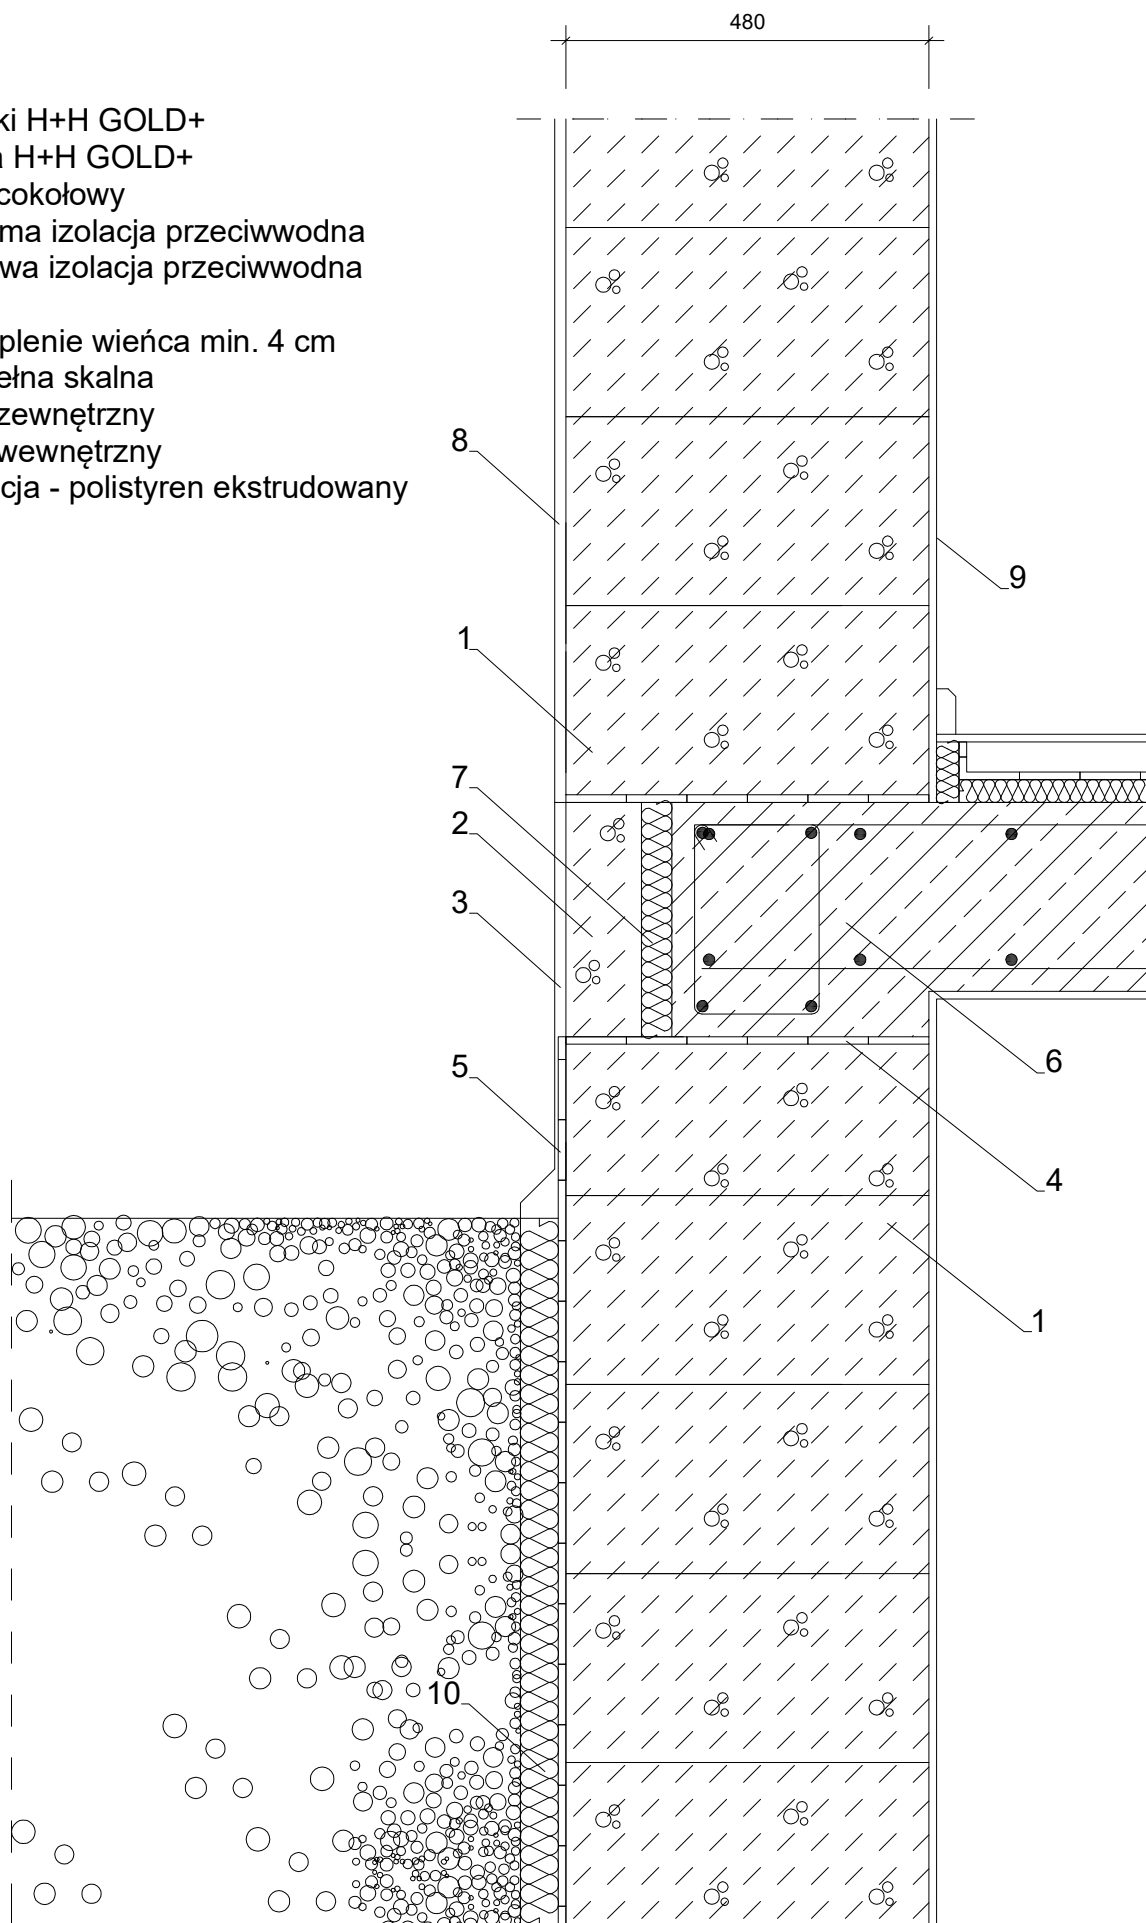 480
ki H+H GOLD+
a H+H GOLD+
cokołowy
ma izolacja przeciwwodna
wa izolacja przeciwwodna
plenie wieńca min. 4 cm
ełna skalna
zewnętrzny
wewnętrzny
cja - polistyren ekstrudowany
8
9
1
7
2
3
6
5
4
1
10